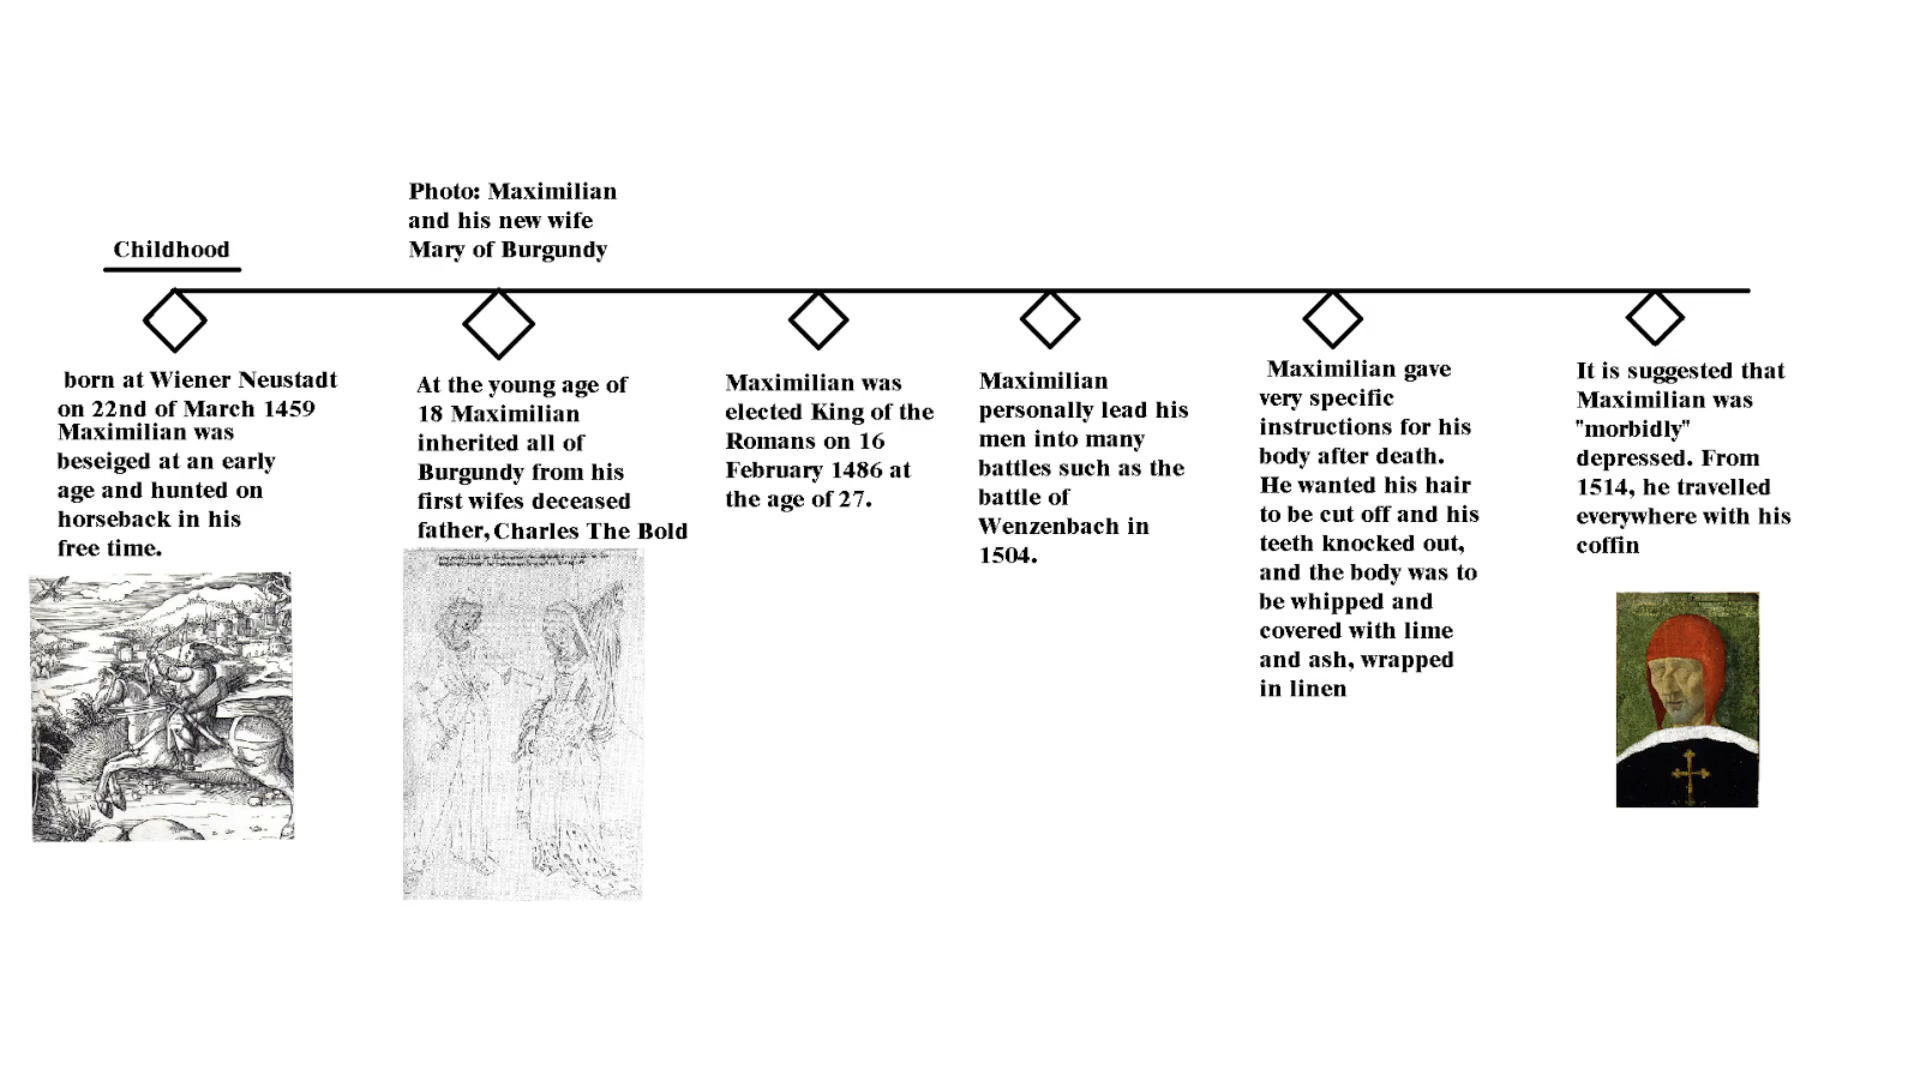 Childhood
Photo: Maximilian
and his new wife
Mary of Burgundy
born at Wiener Neustadt
on 22nd of March 1459
Maximilian was
beseiged at an early
age and hunted on
horseback in his
free time.
At the young age of
18 Maximilian
inherited all of
Burgundy from his
first wifes deceased
father, Charles The Bold
Maximilian was
elected King of the
Romans on 16
February 1486 at
the age of 27.
Maximilian
personally lead his
men into many
battles such as the
battle of
Wenzenbach in
1504.
Maximilian gave
very specific
instructions for his
body after death.
He wanted his hair
to be cut off and his
teeth knocked out,
and the body was to
be whipped and
covered with lime
and ash, wrapped
in linen
It is suggested that
Maximilian was
"morbidly"
depressed. From
1514, he travelled
everywhere with his
coffin